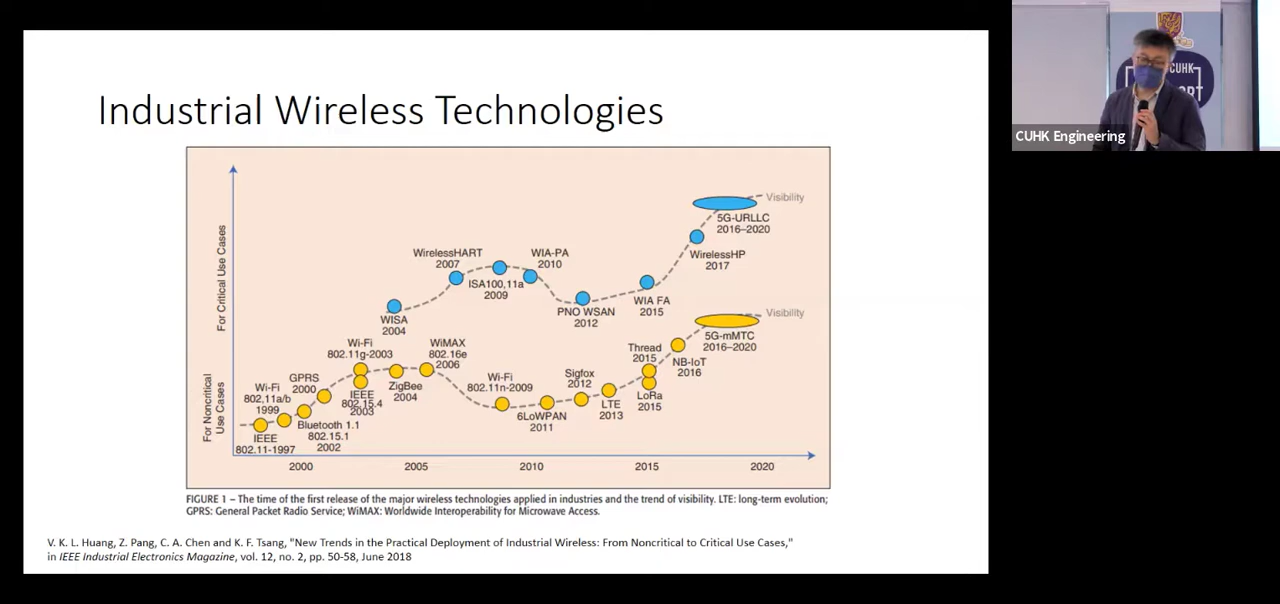 Industrial Wireless Technologies
For Critical Use Cases
For Noncritical
Use Cases
Visibility
5G-URLLC
2016–2020
WirelessHP
2017
WirelessHART
2007
ISA100,11a
2009
WIA-PA
2010
PNO WSAN
2012
WIA FA
2015
WISA
2004
Visibility
5G-mMTC
2016–2020
NB-IoT
2016
Thread
2015
LoRa
2015
LTE
2013
Sigfox
2012
6LoWPAN
2011
Wi-Fi
802.11n-2009
WiMAX
802.16e
2006
ZigBee
2004
Wi-Fi
802.11g-2003
IEEE
802.15.4
2003
GPRS
2000
Bluetooth 1.1
802.15.1
2002
Wi-Fi
802,11a/b
1999
IEEE
802.11-1997
2000 2005 2010 2015 2020
FIGURE 1 – The time of the first release of the major wireless technologies applied in industries and the trend of visibility. LTE: long-term evolution;
GPRS: General Packet Radio Service; WiMAX: Worldwide Interoperability for Microwave Access.
V. K. L. Huang, Z. Pang, C. A. Chen and K. F. Tsang, "New Trends in the Practical Deployment of Industrial Wireless: From Noncritical to Critical Use Cases,"
in IEEE Industrial Electronics Magazine, vol. 12, no. 2, pp. 50-58, June 2018
CUHK
CUHK Engineering